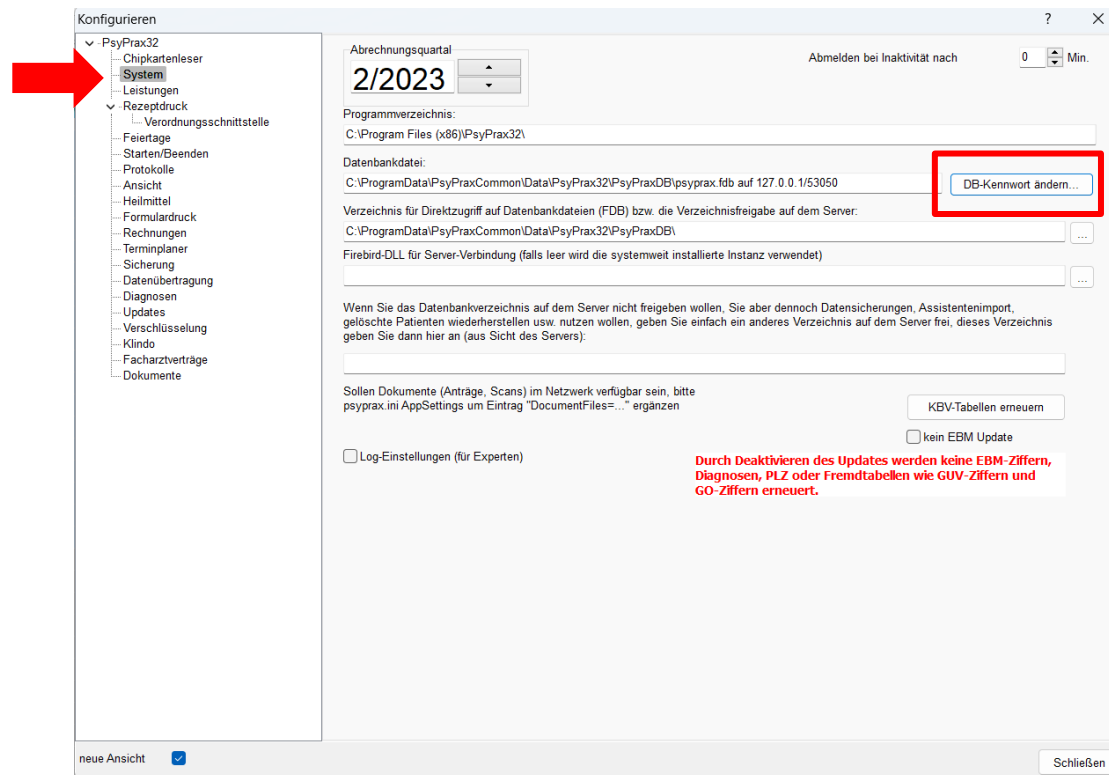 Konfigurieren
PsyPrax32
Chipkartenleser
System
Leistungen
Rezeptdruck
Verordnungsschnittstelle
Feiertage
Starten/Beenden
Protokolle
Ansicht
Heilmittel
Formulardruck
Rechnungen
Terminplaner
Sicherung
Datenübertragung
Diagnosen
Updates
Verschlüsselung
Klindo
Facharztverträge
Dokumente
Abrechnungsquartal
2/2023
Abmelden bei Inaktivität nach 0 Min.
Programmverzeichnis:
C:\Program Files (x86)\PsyPrax32\
Datenbankdatei:
C:\ProgramData\PsyPraxCommon\Data\PsyPrax32\PsyPraxDB\psyprax.fdb auf 127.0.0.1/53050
DB-Kennwort ändern...
Verzeichnis für Direktzugriff auf Datenbankdateien (FDB) bzw. die Verzeichnisfreigabe auf dem Server:
C:\ProgramData\PsyPraxCommon\Data\PsyPrax32\PsyPraxDB\
...
Firebird-DLL für Server-Verbindung (falls leer wird die systemweit installierte Instanz verwendet)
...
Wenn Sie das Datenbankverzeichnis auf dem Server nicht freigeben wollen, Sie aber dennoch Datensicherungen, Assistentenimport,
gelöschte Patienten wiederherstellen usw. nutzen wollen, geben Sie einfach ein anderes Verzeichnis auf dem Server frei, dieses Verzeichnis
geben Sie dann hier an (aus Sicht des Servers):
Sollen Dokumente (Anträge, Scans) im Netzwerk verfügbar sein, bitte
psyprax.ini AppSettings um Eintrag "DocumentFiles=..." ergänzen
KBV-Tabellen erneuern
kein EBM Update
Log-Einstellungen (für Experten)
Durch Deaktivieren des Updates werden keine EBM-Ziffern,
Diagnosen, PLZ oder Fremdtabellen wie GUV-Ziffern und
GO-Ziffern erneuert.
neue Ansicht
Schließen